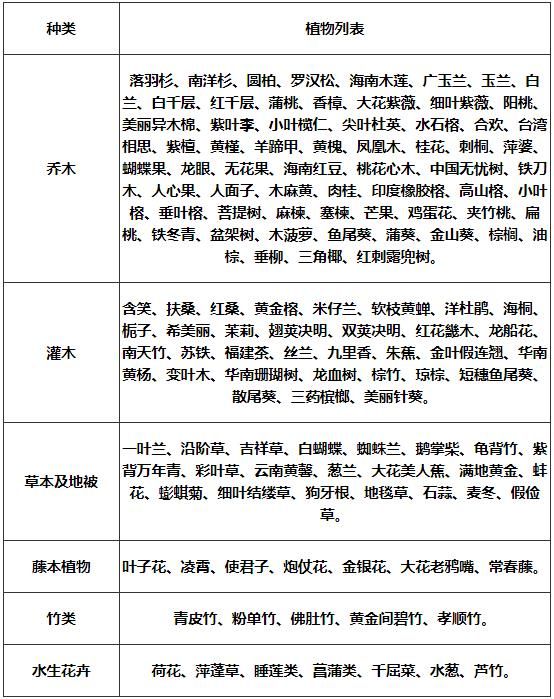 种类 植物列表
落羽杉、南洋杉、圆柏、罗汉松、海南木莲、广玉兰、玉兰、白
兰、白千层、红千层、蒲桃、香樟、大花紫薇、细叶紫薇、阳桃、
美丽异木棉、紫叶李、小叶榄仁、尖叶杜英、水石榕、合欢、台湾
相思、紫檀、黄槿、羊蹄甲、黄槐、凤凰木、桂花、刺桐、萍婆、
乔木
蝴蝶果、龙眼、无花果、海南红豆、桃花心木、中国无忧树、铁刀
木、人心果、人面子、木麻黄、肉桂、印度橡胶榕、高山榕、小叶
榕、垂叶榕、菩提树、麻楝、塞楝、芒果、鸡蛋花、夹竹桃、扁
桃、铁冬青、盆架树、木菠萝、鱼尾葵、蒲葵、金山葵、棕榈、油
棕、垂柳、三角椰、红刺露兜树。
含笑、扶桑、红桑、黄金榕、米仔兰、软枝黄蝉、洋杜鹃、海桐、
栀子、希美丽、茉莉、翅荚决明、双荚决明、红花檵木、龙船花、
灌木
南天竹、苏铁、福建茶、丝兰、九里香、朱蕉、金叶假连翘、华南
黄杨、变叶木、华南珊瑚树、龙血树、棕竹、琼棕、短穗鱼尾葵、
散尾葵、三药槟榔、美丽针葵。
一叶兰、沿阶草、吉祥草、白蝴蝶、蜘蛛兰、鹅掌柴、龟背竹、紫
背万年青、彩叶草、云南黄馨、葱兰、大花美人蕉、满地黄金、蚌
草本及地被
花、蟛蜞菊、细叶结缕草、狗牙根、地毯草、石蒜、麦冬、假俭
草。
藤本植物 叶子花、凌霄、使君子、炮仗花、金银花、大花老鸦嘴、常春藤。
竹类 青皮竹、粉单竹、佛肚竹、黄金间碧竹、孝顺竹。
水生花卉 荷花、萍蓬草、睡莲类、菖蒲类、千屈菜、水葱、芦竹。